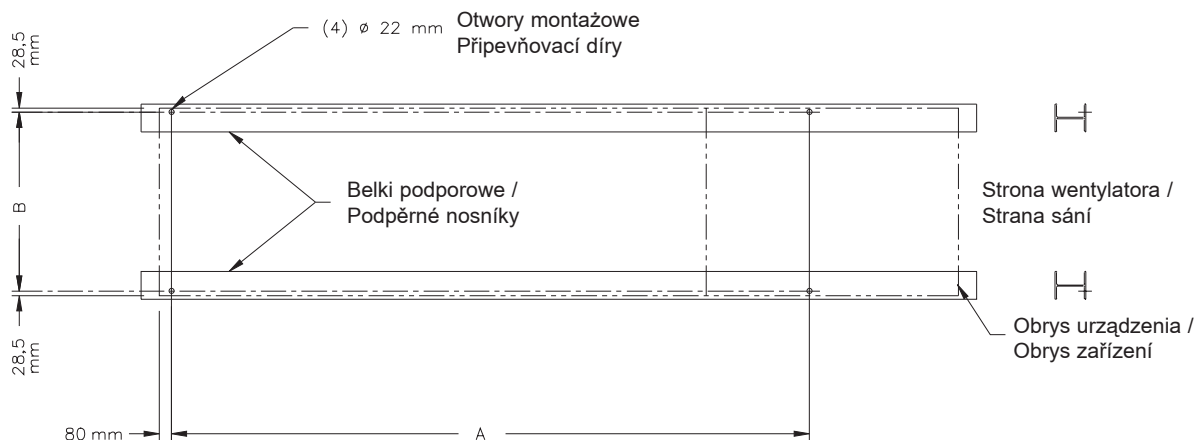 28,5
mm
(4) ø 22 mm
Otwory montażowe
Připevňovací díry
B
Belki podporowe /
Podpěrné nosníky
Strona wentylatora /
Strana sání
28,5
mm
Obrys urządzenia /
Obrys zařízení
80 mm
A